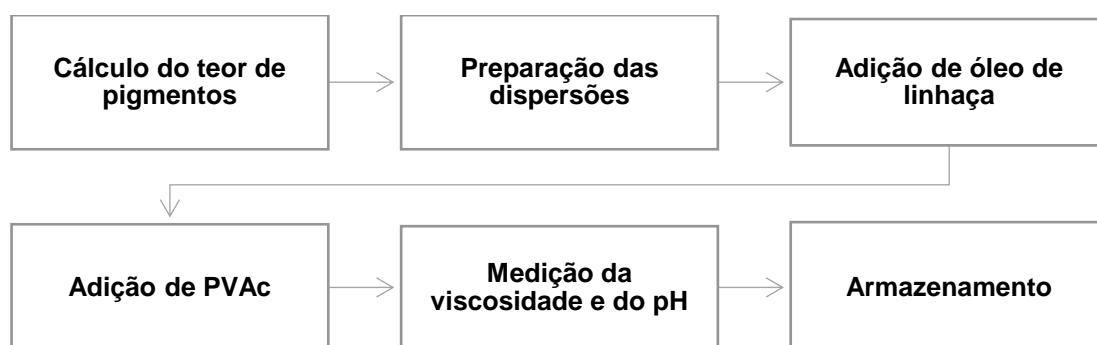 Cálculo do teor de
pigmentos
Preparação das
dispersões
Adição de óleo de
linhaça
Adição de PVAc
Medição da
viscosidade e do pH
Armazenamento